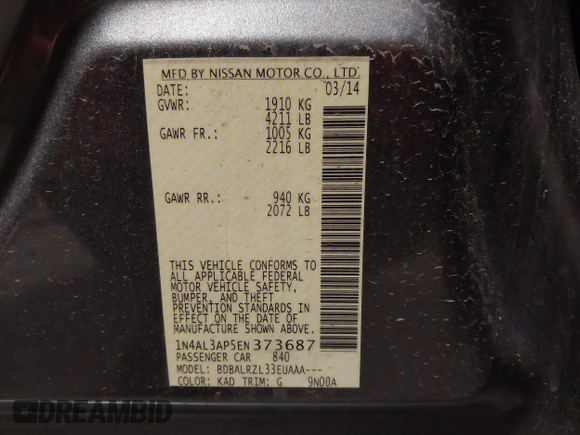 MFD BY NISSAN MOTOR CO., LTD.
DATE: 03/14
GVWR: 1910 KG
4211 LB
GAWR FR.: 1005 KG
2216 LB
GAWR RR.: 940 KG
2072 LB
THIS VEHICLE CONFORMS TO
ALL APPLICABLE FEDERAL
MOTOR VEHICLE SAFETY,
BUMPER, AND THEFT
PREVENTION STANDARDS IN
EFFECT ON THE DATE OF
MANUFACTURE SHOWN ABOVE.
1N4AL3AP5EN373687
PASSENGER CAR 840
MODEL: BDBALRZL33EUAAA---
COLOR: KAD TRIM: G 9N00A
DREAMBID